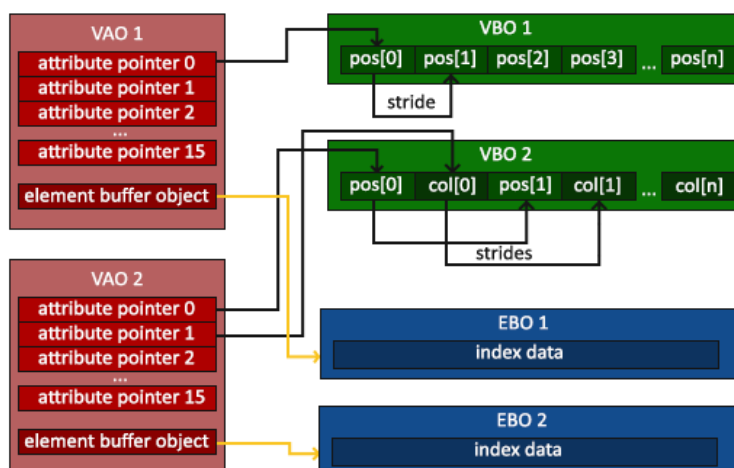 VAO 1
attribute pointer 0
attribute pointer 1
attribute pointer 2
...
attribute pointer 15
element buffer object
VBO 1
pos[0] pos[1] pos[2] pos[3] ... pos[n]
stride
VBO 2
pos[0] col[0] pos[1] col[1] ... col[n]
strides
VAO 2
attribute pointer 0
attribute pointer 1
attribute pointer 2
...
attribute pointer 15
element buffer object
EBO 1
index data
EBO 2
index data